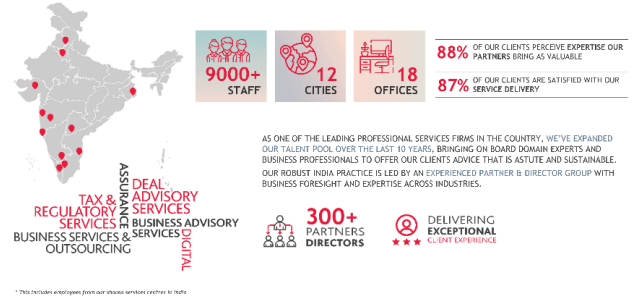 9000+
STAFF
12
CITIES
18
OFFICES
88% OF OUR CLIENTS PERCEIVE EXPERTISE OUR
PARTNERS BRING AS VALUABLE
87% OF OUR CLIENTS ARE SATISFIED WITH OUR
SERVICE DELIVERY
AS ONE OF THE LEADING PROFESSIONAL SERVICES FIRMS IN THE COUNTRY, WE'VE EXPANDED
OUR TALENT POOL OVER THE LAST 10 YEARS, BRINGING ON BOARD DOMAIN EXPERTS AND
BUSINESS PROFESSIONALS TO OFFER OUR CLIENTS ADVICE THAT IS ASTUTE AND SUSTAINABLE.
OUR ROBUST INDIA PRACTICE IS LED BY AN EXPERIENCED PARTNER & DIRECTOR GROUP WITH
BUSINESS FORESIGHT AND EXPERTISE ACROSS INDUSTRIES.
TAX &
REGULATORY
SERVICES
BUSINESS SERVICES &
OUTSOURCING
ASSURANCE
DEAL
ADVISORY
SERVICES
BUSINESS ADVISORY
SERVICES
DIGITAL
300+
PARTNERS
DIRECTORS
DELIVERING
EXCEPTIONAL
CLIENT EXPERIENCE
* This includes employees from our shared services centres in India